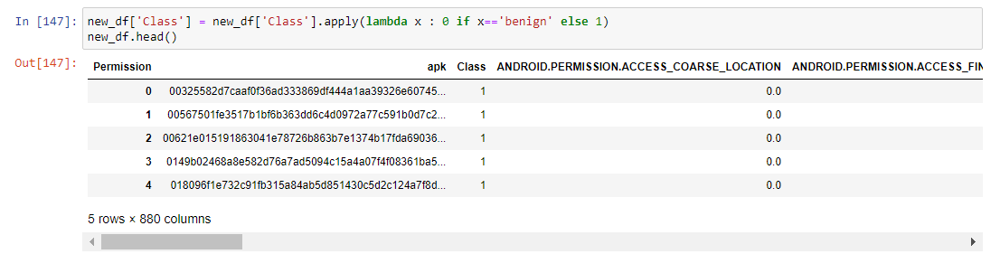 In [147]: new_df['Class'] = new_df['Class'].apply(lambda x : 0 if x=='benign' else 1)
new_df.head()
Out[147]:
Permission apk Class ANDROID.PERMISSION.ACCESS_COARSE_LOCATION ANDROID.PERMISSION.ACCESS_FIN
0 00325582d7caaf0f36ad333869df444a1aa39326e60745... 1 0.0
1 00567501fe3517b1bf6b363dd6c4d0972a77c591b0d7c2... 1 0.0
2 00621e015191863041e78726b863b7e1374b17fda69036... 1 0.0
3 0149b02468a8e582d76a7ad5094c15a4a07f4f08361ba5... 1 0.0
4 018096f1e732c91fb315a84ab5d851430c5d2c124a7f8d... 1 0.0
5 rows × 880 columns